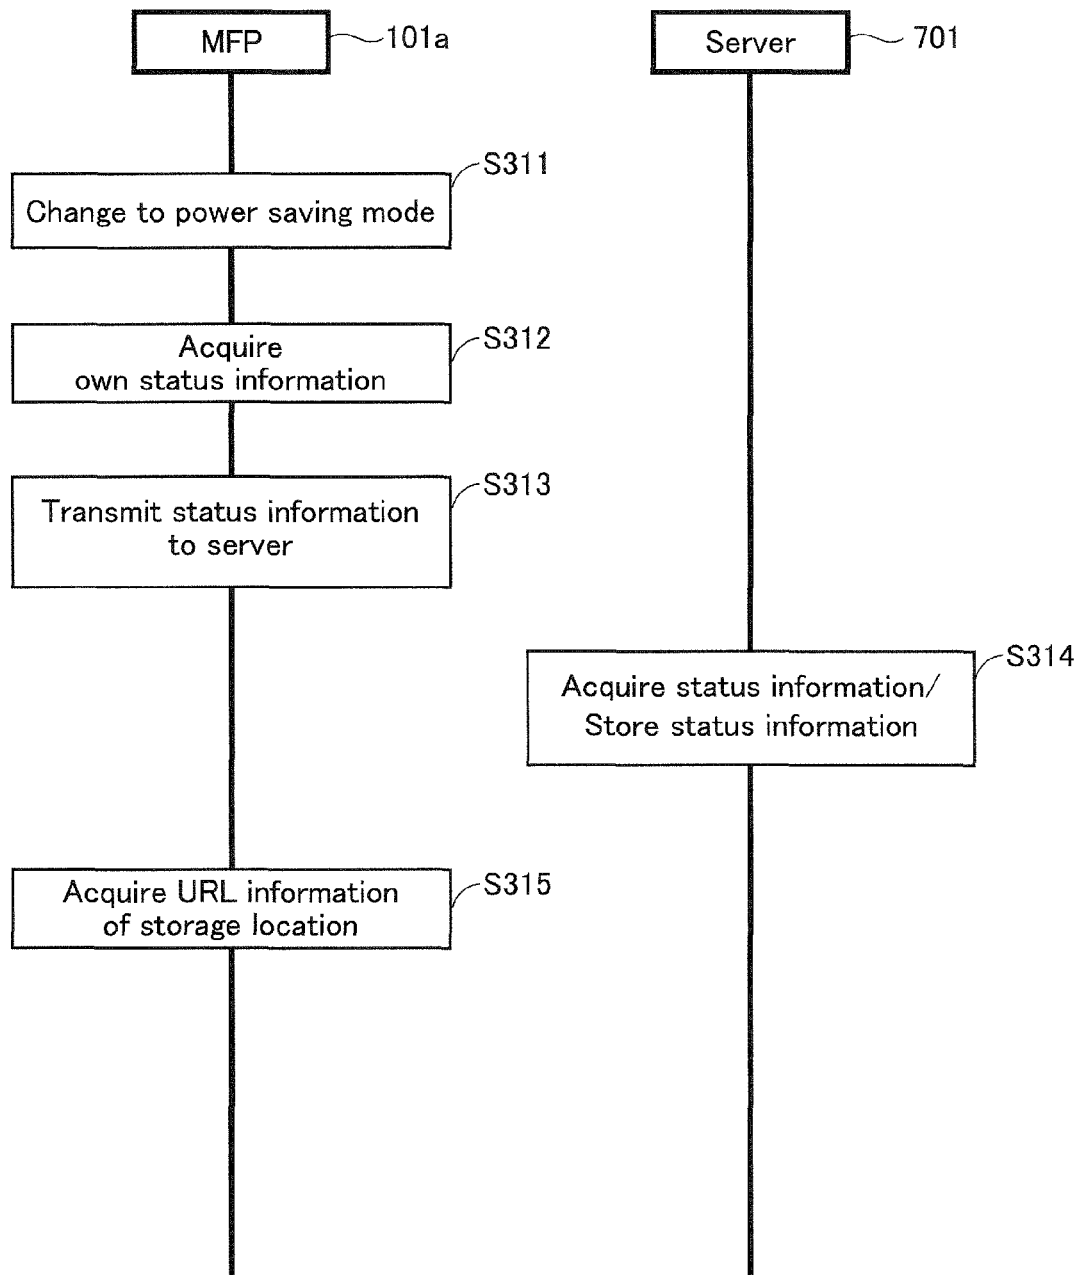 MFP 101a
Server 701
S311
Change to power saving mode
S312
Acquire
own status information
S313
Transmit status information
to server
S314
Acquire status information/
Store status information
S315
Acquire URL information
of storage location